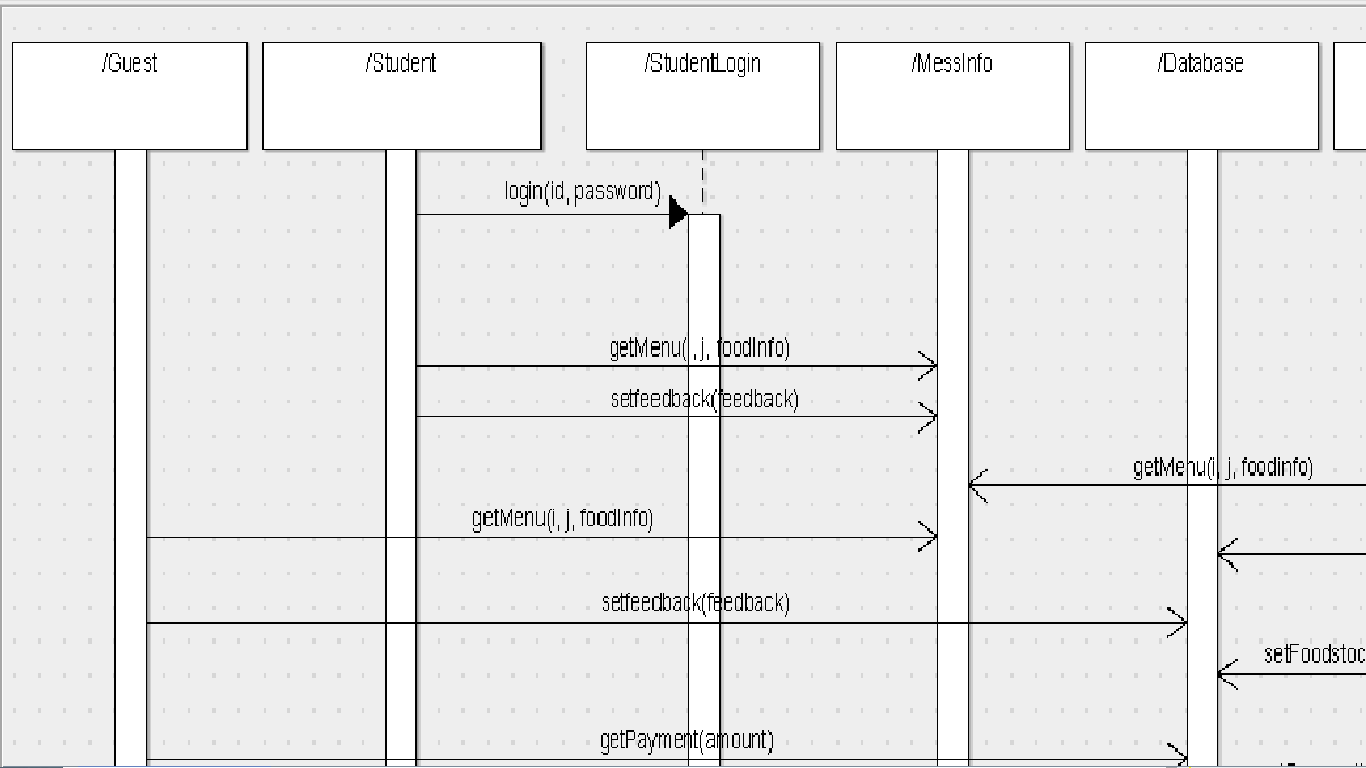 /Guest
/Student
/StudentLogin
/MessInfo
/Database
login(id, password)
getMenu(i, j, foodInfo)
setfeedback(feedback)
getMenu(i, j, foodinfo)
getMenu(i, j, foodInfo)
setfeedback(feedback)
setFoodstoc
getPayment(amount)